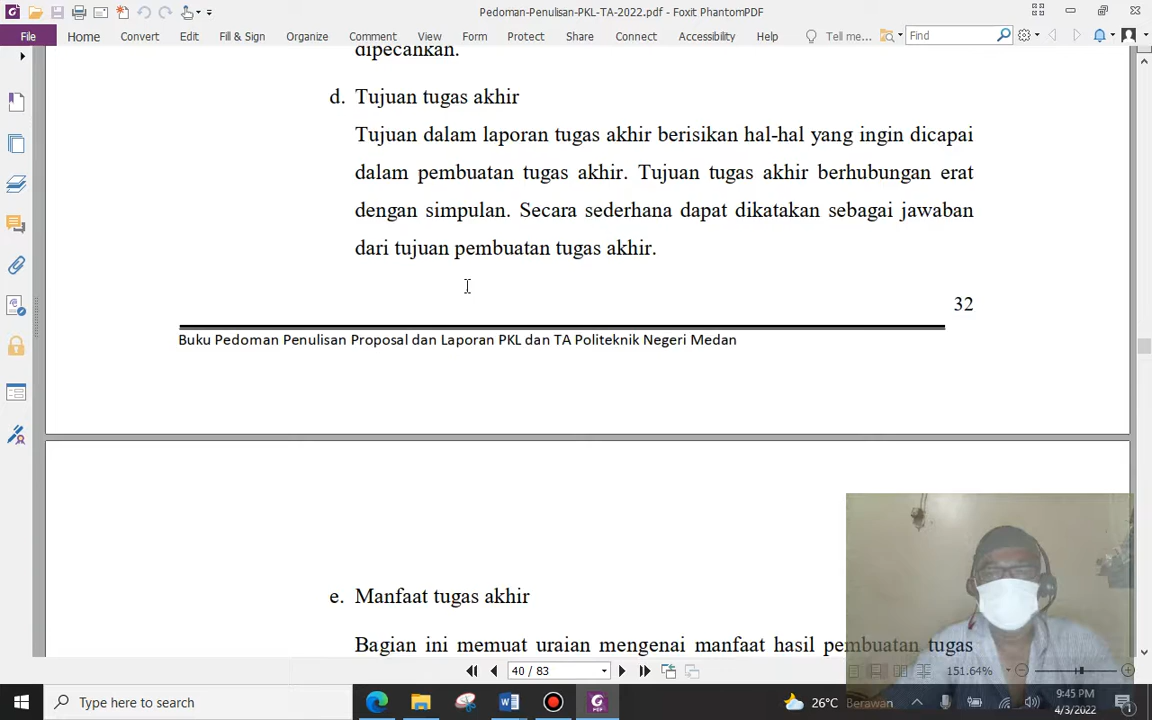 Pedoman-Penulisan-PKL-TA-2022.pdf - Foxit PhantomPDF
File Home Convert Edit Fill & Sign Organize Comment View Form Protect Share Connect Accessibility Help Tell me... Find
dipecahkan.
d. Tujuan tugas akhir
Tujuan dalam laporan tugas akhir berisikan hal-hal yang ingin dicapai
dalam pembuatan tugas akhir. Tujuan tugas akhir berhubungan erat
dengan simpulan. Secara sederhana dapat dikatakan sebagai jawaban
dari tujuan pembuatan tugas akhir.
32
Buku Pedoman Penulisan Proposal dan Laporan PKL dan TA Politeknik Negeri Medan
e. Manfaat tugas akhir
Bagian ini memuat uraian mengenai manfaat hasil pembuatan tugas
40 / 83
151.64%
Type here to search
26°C Berawan
9:45 PM
4/3/2022